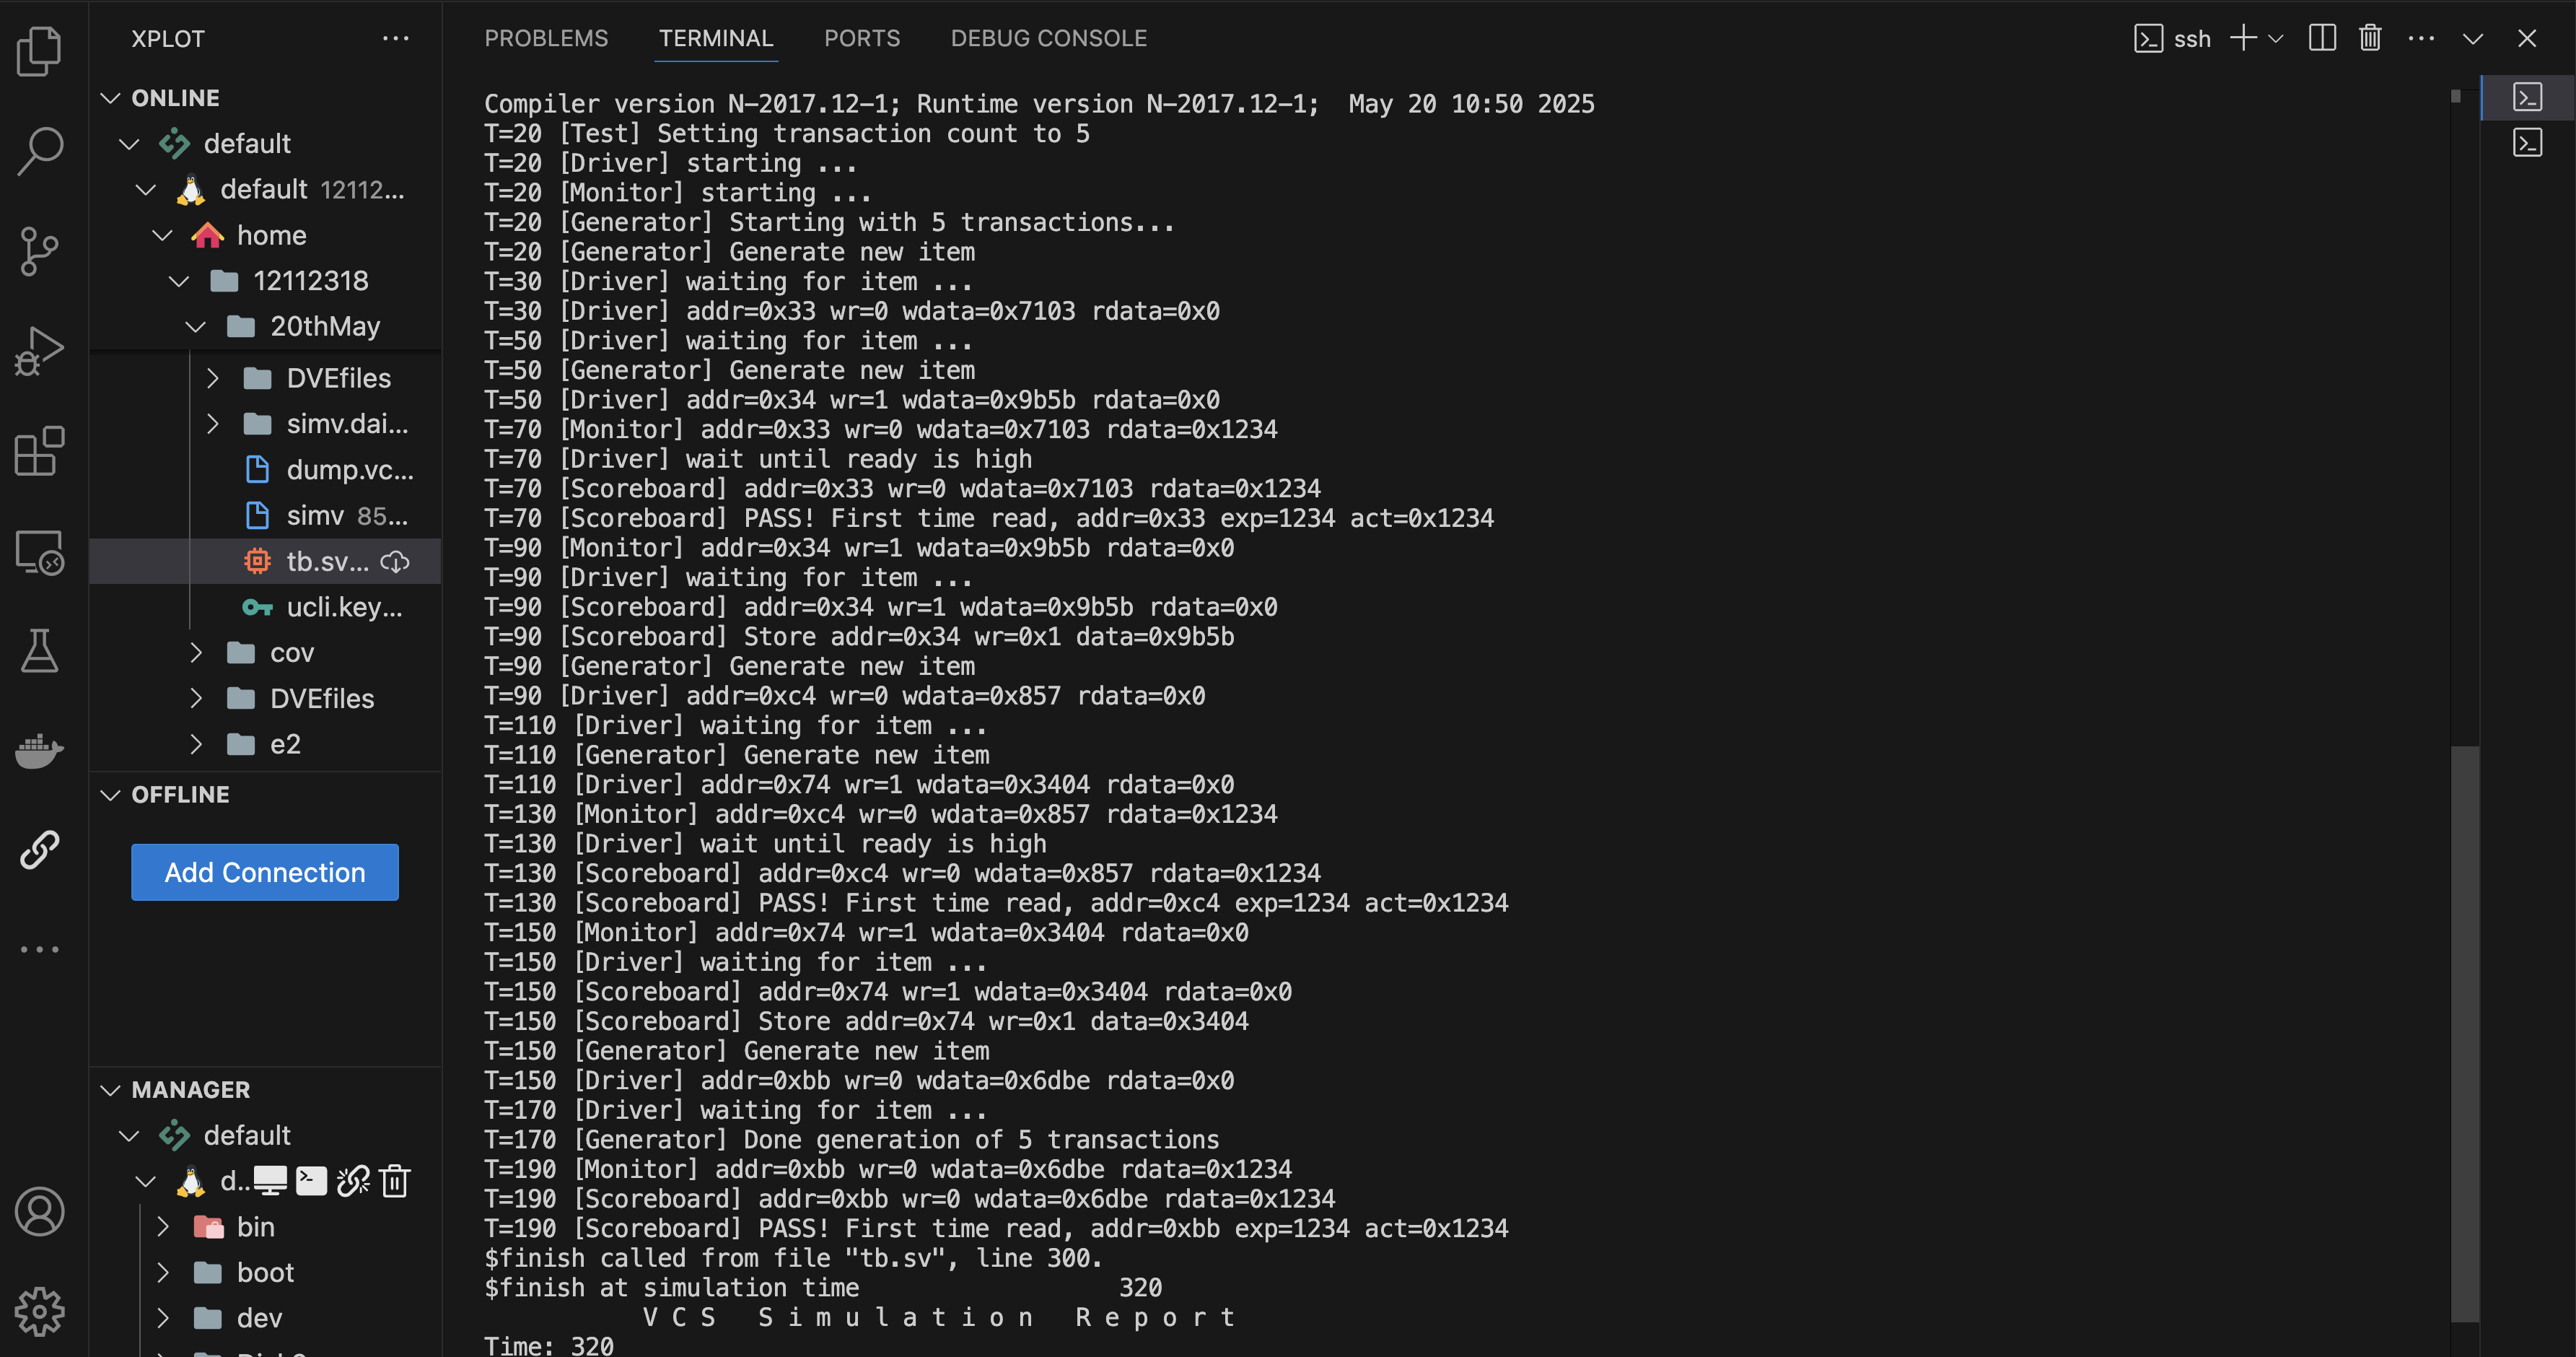 XPLOT
ONLINE
default
default 12112...
home
12112318
20thMay
DVEfiles
simv.dai...
dump.vc...
simv 85...
tb.sv...
ucli.key...
cov
DVEfiles
e2
OFFLINE
Add Connection
MANAGER
default
d..
bin
boot
dev
PROBLEMS
TERMINAL
PORTS
DEBUG CONSOLE
ssh
Compiler version N-2017.12-1; Runtime version N-2017.12-1;  May 20 10:50 2025
T=20 [Test] Setting transaction count to 5
T=20 [Driver] starting ...
T=20 [Monitor] starting ...
T=20 [Generator] Starting with 5 transactions...
T=20 [Generator] Generate new item
T=30 [Driver] waiting for item ...
T=30 [Driver] addr=0x33 wr=0 wdata=0x7103 rdata=0x0
T=50 [Driver] waiting for item ...
T=50 [Generator] Generate new item
T=50 [Driver] addr=0x34 wr=1 wdata=0x9b5b rdata=0x0
T=70 [Monitor] addr=0x33 wr=0 wdata=0x7103 rdata=0x1234
T=70 [Driver] wait until ready is high
T=70 [Scoreboard] addr=0x33 wr=0 wdata=0x7103 rdata=0x1234
T=70 [Scoreboard] PASS! First time read, addr=0x33 exp=1234 act=0x1234
T=90 [Monitor] addr=0x34 wr=1 wdata=0x9b5b rdata=0x0
T=90 [Driver] waiting for item ...
T=90 [Scoreboard] addr=0x34 wr=1 wdata=0x9b5b rdata=0x0
T=90 [Scoreboard] Store addr=0x34 wr=0x1 data=0x9b5b
T=90 [Generator] Generate new item
T=90 [Driver] addr=0xc4 wr=0 wdata=0x857 rdata=0x0
T=110 [Driver] waiting for item ...
T=110 [Generator] Generate new item
T=110 [Driver] addr=0x74 wr=1 wdata=0x3404 rdata=0x0
T=130 [Monitor] addr=0xc4 wr=0 wdata=0x857 rdata=0x1234
T=130 [Driver] wait until ready is high
T=130 [Scoreboard] addr=0xc4 wr=0 wdata=0x857 rdata=0x1234
T=130 [Scoreboard] PASS! First time read, addr=0xc4 exp=1234 act=0x1234
T=150 [Monitor] addr=0x74 wr=1 wdata=0x3404 rdata=0x0
T=150 [Driver] waiting for item ...
T=150 [Scoreboard] addr=0x74 wr=1 wdata=0x3404 rdata=0x0
T=150 [Scoreboard] Store addr=0x74 wr=0x1 data=0x3404
T=150 [Generator] Generate new item
T=150 [Driver] addr=0xbb wr=0 wdata=0x6dbe rdata=0x0
T=170 [Driver] waiting for item ...
T=170 [Generator] Done generation of 5 transactions
T=190 [Monitor] addr=0xbb wr=0 wdata=0x6dbe rdata=0x1234
T=190 [Scoreboard] addr=0xbb wr=0 wdata=0x6dbe rdata=0x1234
T=190 [Scoreboard] PASS! First time read, addr=0xbb exp=1234 act=0x1234
$finish called from file "tb.sv", line 300.
$finish at simulation time                  320
V C S   S i m u l a t i o n   R e p o r t
Time: 320